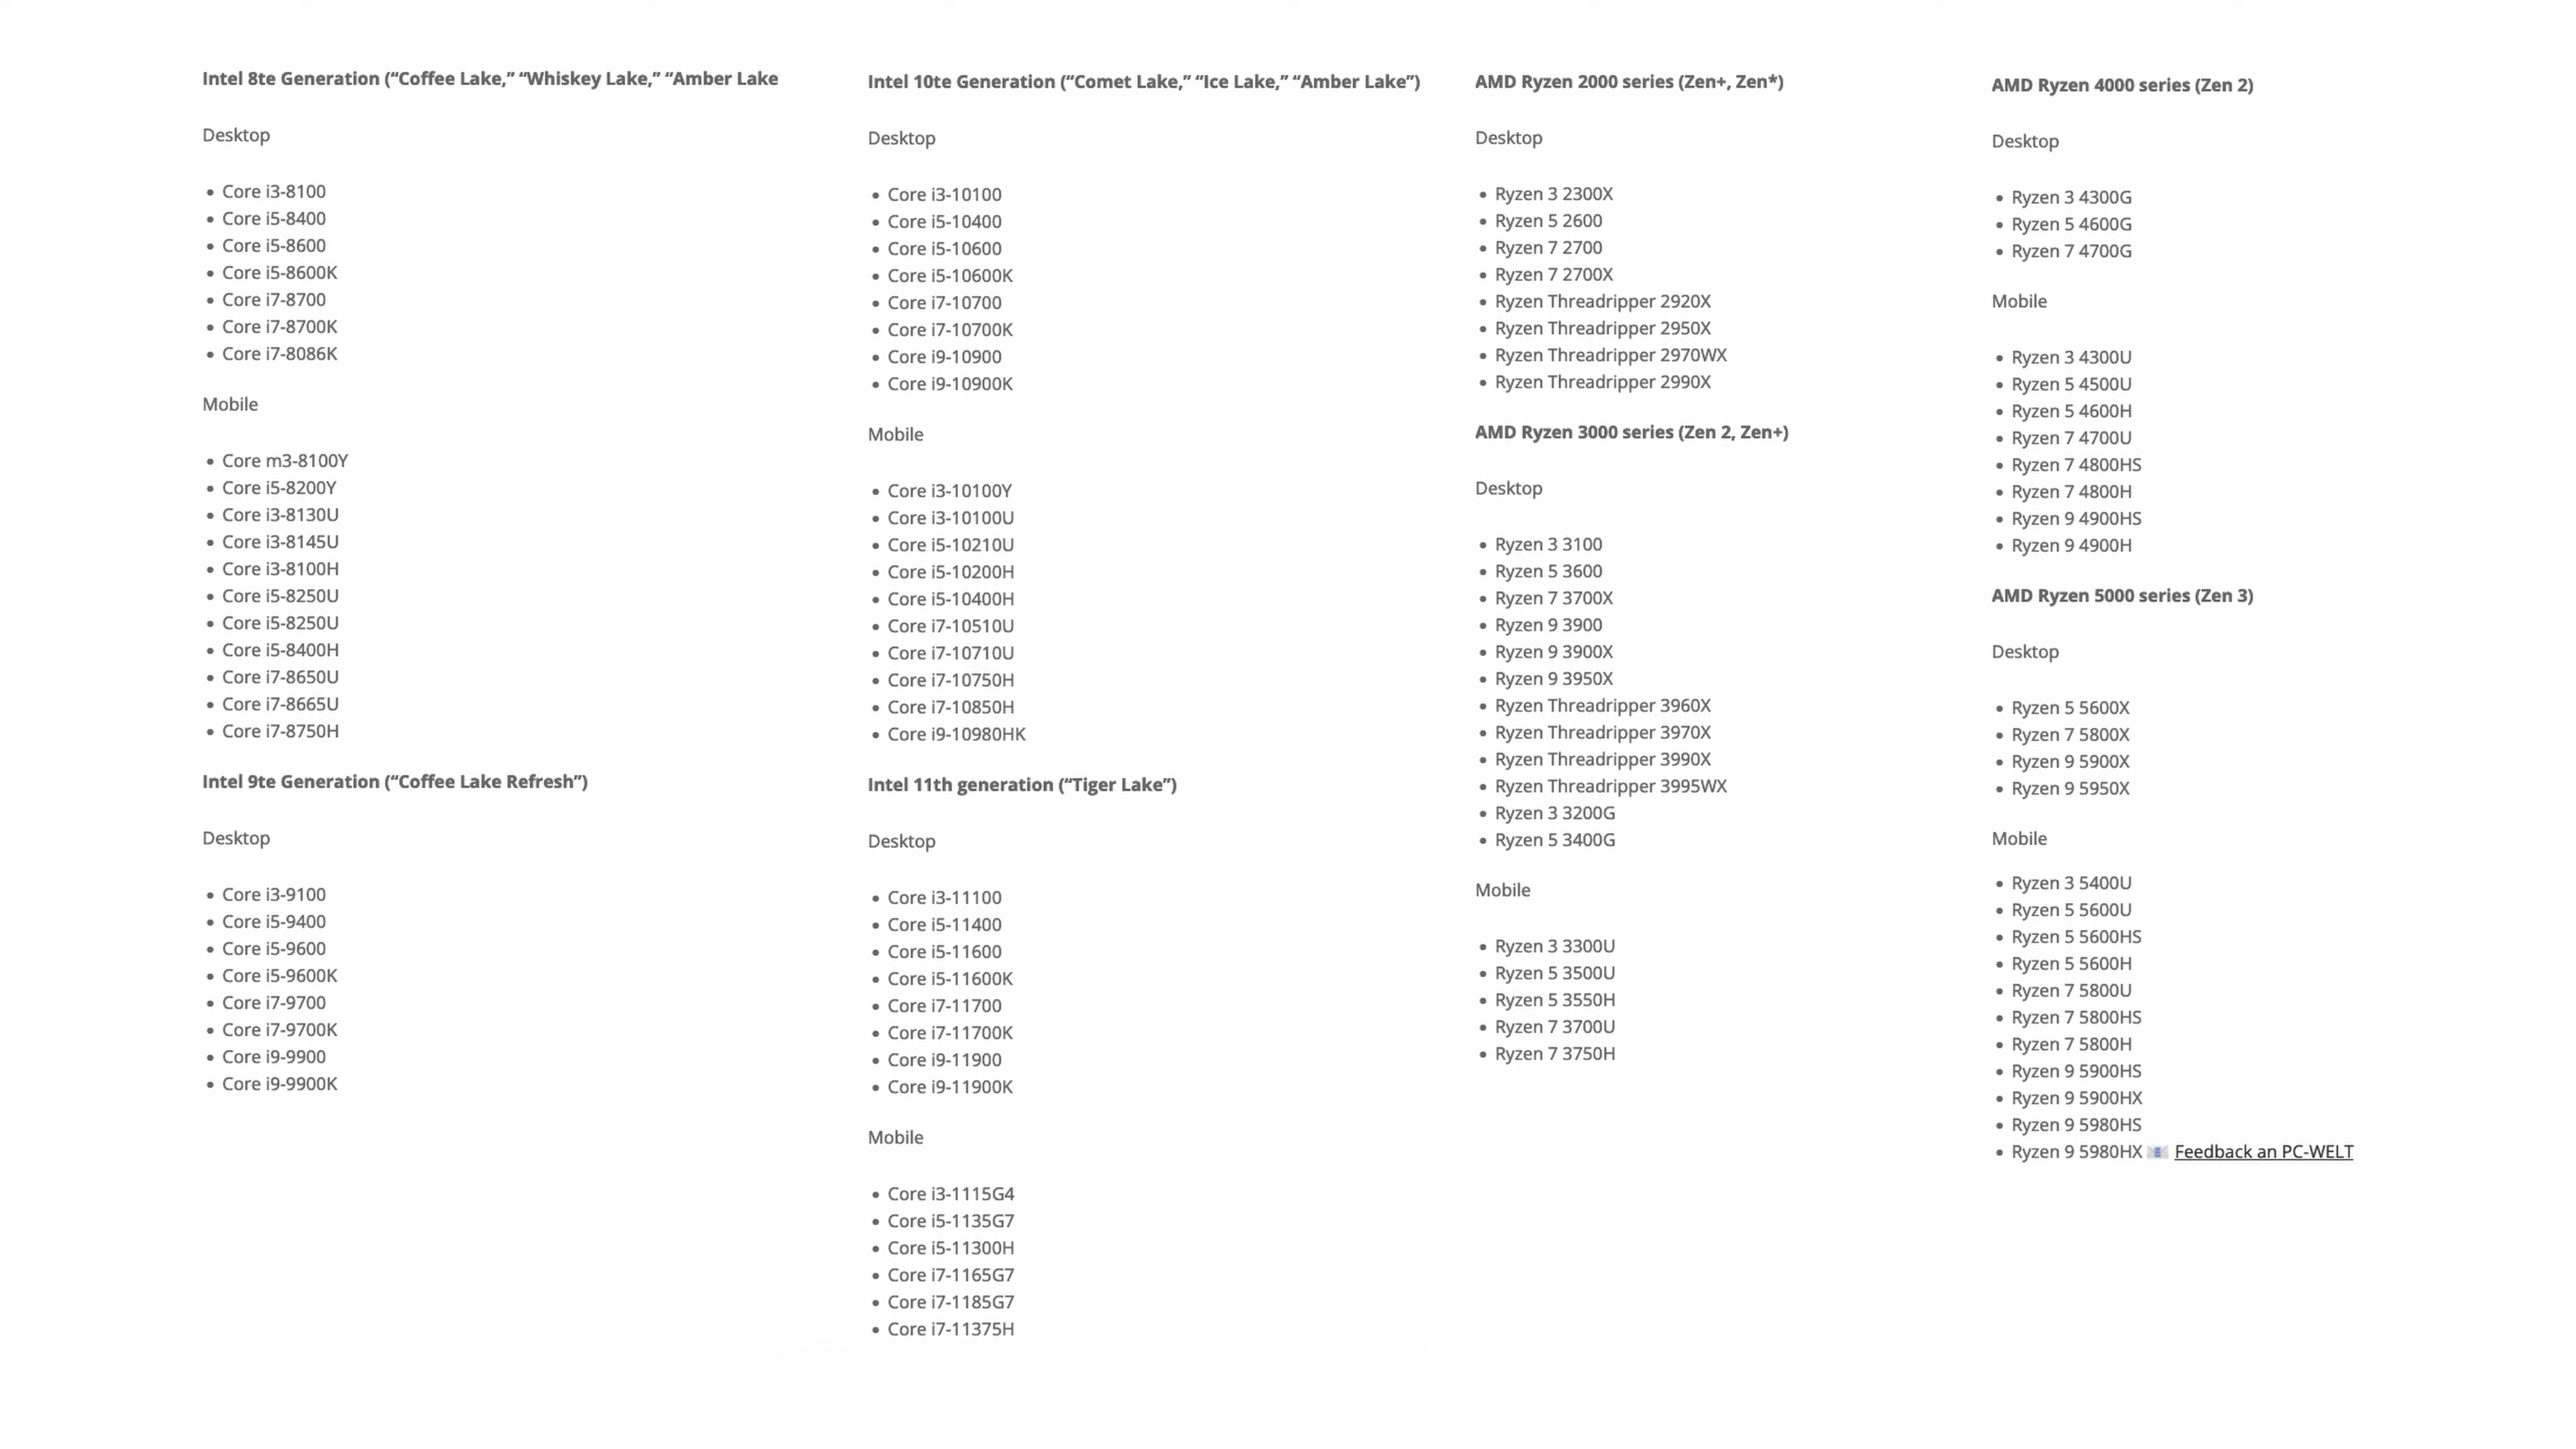 Intel 8te Generation (“Coffee Lake,” “Whiskey Lake,” “Amber Lake
Desktop
• Core i3-8100
• Core i5-8400
• Core i5-8600
• Core i5-8600K
• Core i7-8700
• Core i7-8700K
• Core i7-8086K
Mobile
• Core m3-8100Y
• Core i5-8200Y
• Core i3-8130U
• Core i3-8145U
• Core i3-8100H
• Core i5-8250U
• Core i5-8250U
• Core i5-8400H
• Core i7-8650U
• Core i7-8665U
• Core i7-8750H
Intel 9te Generation (“Coffee Lake Refresh”)
Desktop
• Core i3-9100
• Core i5-9400
• Core i5-9600
• Core i5-9600K
• Core i7-9700
• Core i7-9700K
• Core i9-9900
• Core i9-9900K
Intel 10te Generation (“Comet Lake,” “Ice Lake,” “Amber Lake”)
Desktop
• Core i3-10100
• Core i5-10400
• Core i5-10600
• Core i5-10600K
• Core i7-10700
• Core i7-10700K
• Core i9-10900
• Core i9-10900K
Mobile
• Core i3-10100Y
• Core i3-10100U
• Core i5-10210U
• Core i5-10200H
• Core i5-10400H
• Core i7-10510U
• Core i7-10710U
• Core i7-10750H
• Core i7-10850H
• Core i9-10980HK
Intel 11th generation (“Tiger Lake”)
Desktop
• Core i3-11100
• Core i5-11400
• Core i5-11600
• Core i5-11600K
• Core i7-11700
• Core i7-11700K
• Core i9-11900
• Core i9-11900K
Mobile
• Core i3-1115G4
• Core i5-1135G7
• Core i5-11300H
• Core i7-1165G7
• Core i7-1185G7
• Core i7-11375H
AMD Ryzen 2000 series (Zen+, Zen*)
Desktop
• Ryzen 3 2300X
• Ryzen 5 2600
• Ryzen 7 2700
• Ryzen 7 2700X
• Ryzen Threadripper 2920X
• Ryzen Threadripper 2950X
• Ryzen Threadripper 2970WX
• Ryzen Threadripper 2990X
AMD Ryzen 3000 series (Zen 2, Zen+)
Desktop
• Ryzen 3 3100
• Ryzen 5 3600
• Ryzen 7 3700X
• Ryzen 9 3900
• Ryzen 9 3900X
• Ryzen 9 3950X
• Ryzen Threadripper 3960X
• Ryzen Threadripper 3970X
• Ryzen Threadripper 3990X
• Ryzen Threadripper 3995WX
• Ryzen 3 3200G
• Ryzen 5 3400G
Mobile
• Ryzen 3 3300U
• Ryzen 5 3500U
• Ryzen 5 3550H
• Ryzen 7 3700U
• Ryzen 7 3750H
AMD Ryzen 4000 series (Zen 2)
Desktop
• Ryzen 3 4300G
• Ryzen 5 4600G
• Ryzen 7 4700G
Mobile
• Ryzen 3 4300U
• Ryzen 5 4500U
• Ryzen 5 4600H
• Ryzen 7 4700U
• Ryzen 7 4800HS
• Ryzen 7 4800H
• Ryzen 9 4900HS
• Ryzen 9 4900H
AMD Ryzen 5000 series (Zen 3)
Desktop
• Ryzen 5 5600X
• Ryzen 7 5800X
• Ryzen 9 5900X
• Ryzen 9 5950X
Mobile
• Ryzen 3 5400U
• Ryzen 5 5600U
• Ryzen 5 5600HS
• Ryzen 5 5600H
• Ryzen 7 5800U
• Ryzen 7 5800HS
• Ryzen 7 5800H
• Ryzen 9 5900HS
• Ryzen 9 5900HX
• Ryzen 9 5980HS
• Ryzen 9 5980HX Feedback an PC-WELT